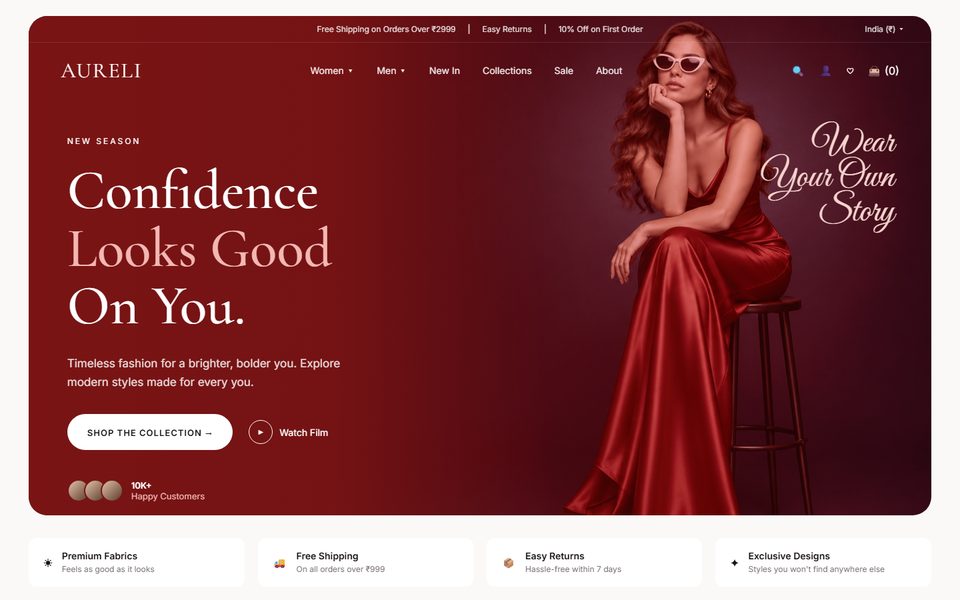 Free Shipping on Orders Over ₹2999 | Easy Returns | 10% Off on First Order
India (₹)
AURELI
Women Men New In Collections Sale About
(0)
NEW SEASON
Confidence
Looks Good
On You.
Wear
Your Own
Story
Timeless fashion for a brighter, bolder you. Explore
modern styles made for every you.
SHOP THE COLLECTION →
Watch Film
10K+
Happy Customers
Premium Fabrics
Feels as good as it looks
Free Shipping
On all orders over ₹999
Easy Returns
Hassle-free within 7 days
Exclusive Designs
Styles you won't find anywhere else